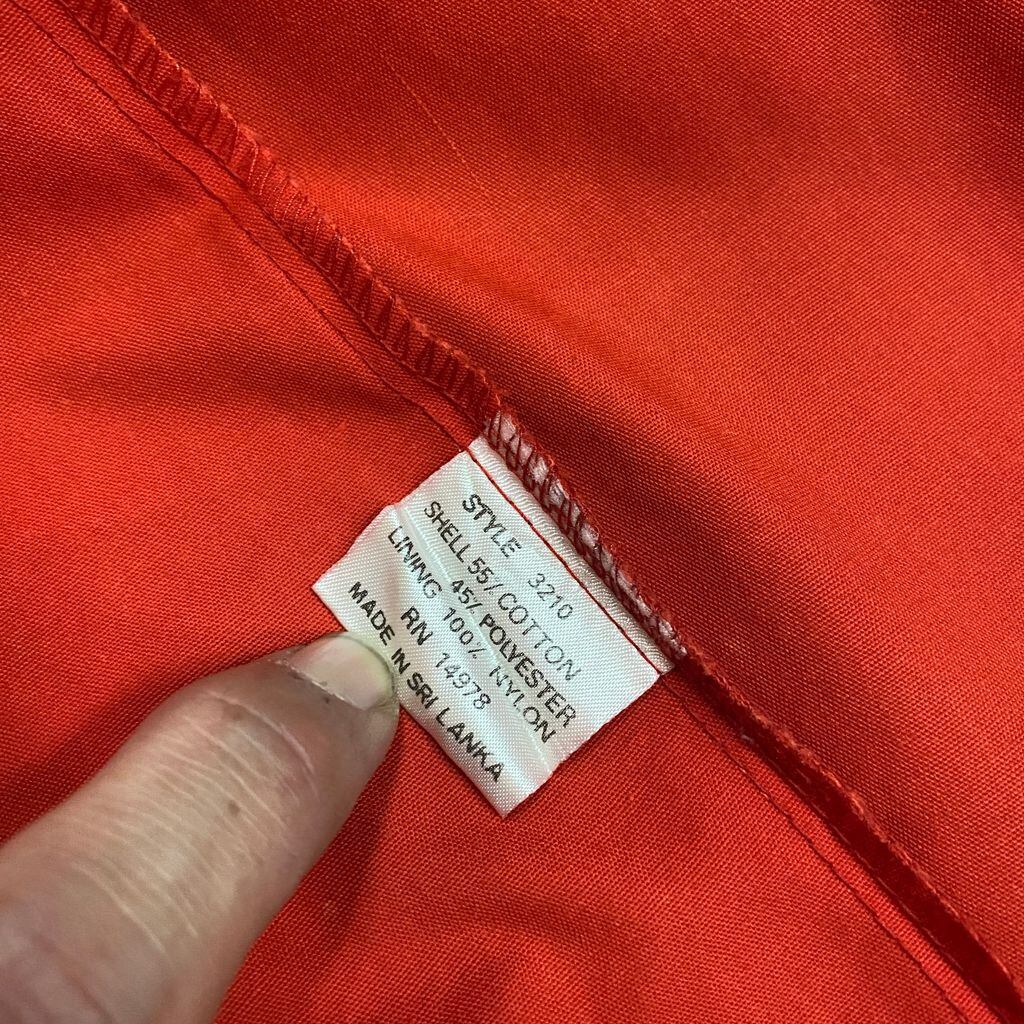 STYLE 3210
SHELL 55% COTTON
45% POLYESTER
LINING 100% NYLON
RN 14978
MADE IN SRI LANKA